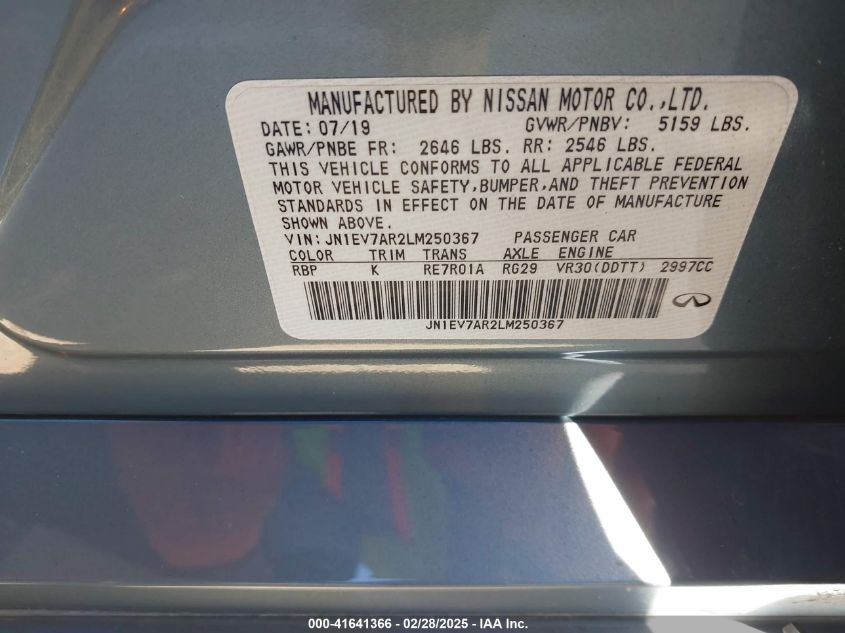 MANUFACTURED BY NISSAN MOTOR CO.,LTD.
DATE: 07/19 GVWR/PNBV: 5159 LBS.
GAWR/PNBE FR: 2646 LBS. RR: 2546 LBS.
THIS VEHICLE CONFORMS TO ALL APPLICABLE FEDERAL
MOTOR VEHICLE SAFETY,BUMPER,AND THEFT PREVENTION
STANDARDS IN EFFECT ON THE DATE OF MANUFACTURE
SHOWN ABOVE.
VIN: JN1EV7AR2LM250367 PASSENGER CAR
COLOR TRIM TRANS AXLE ENGINE
RBP K RE7R01A RG29 VR30(DDTT) 2997CC
JN1EV7AR2LM250367
000-41641366 - 02/28/2025 - IAA Inc.